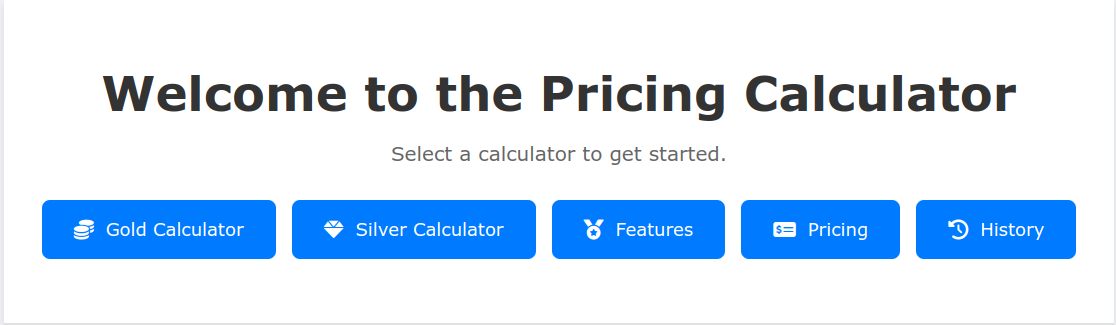 Welcome to the Pricing Calculator
Select a calculator to get started.
Gold Calculator
Silver Calculator
Features
Pricing
History